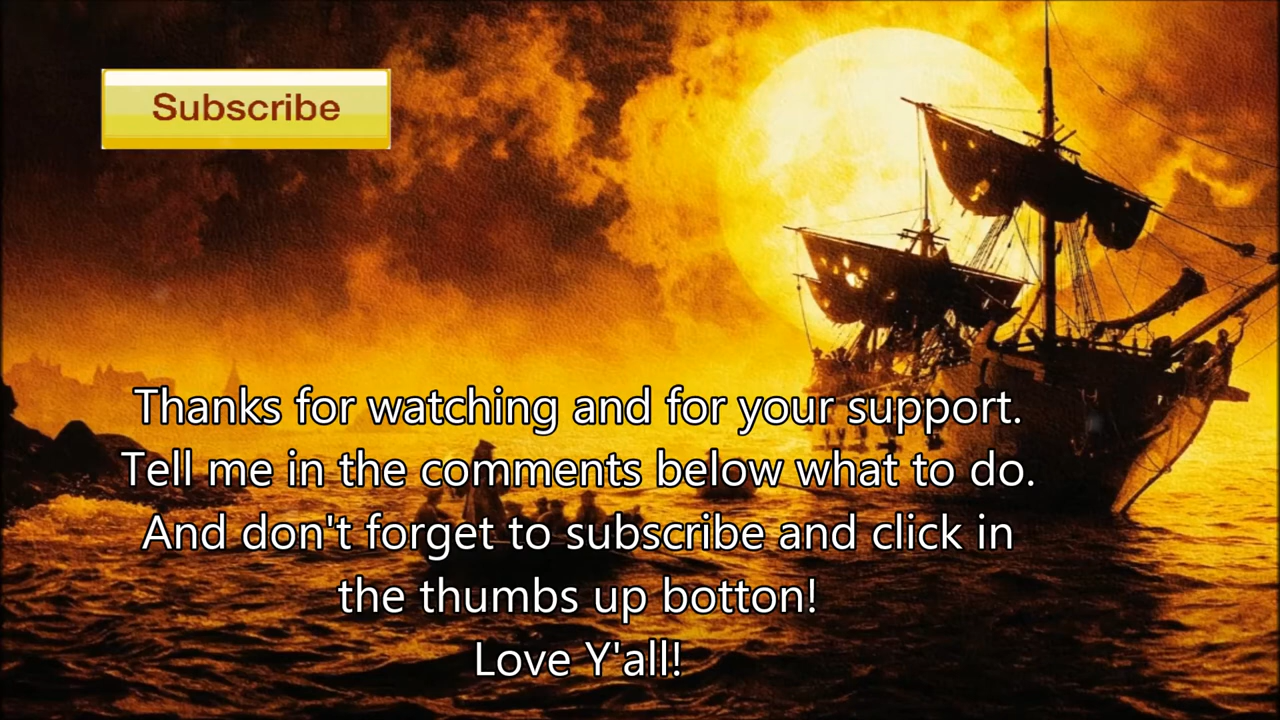 Subscribe
Thanks for watching and for your support.
Tell me in the comments below what to do.
And don't forget to subscribe and click in
the thumbs up botton!
Love Y'all!